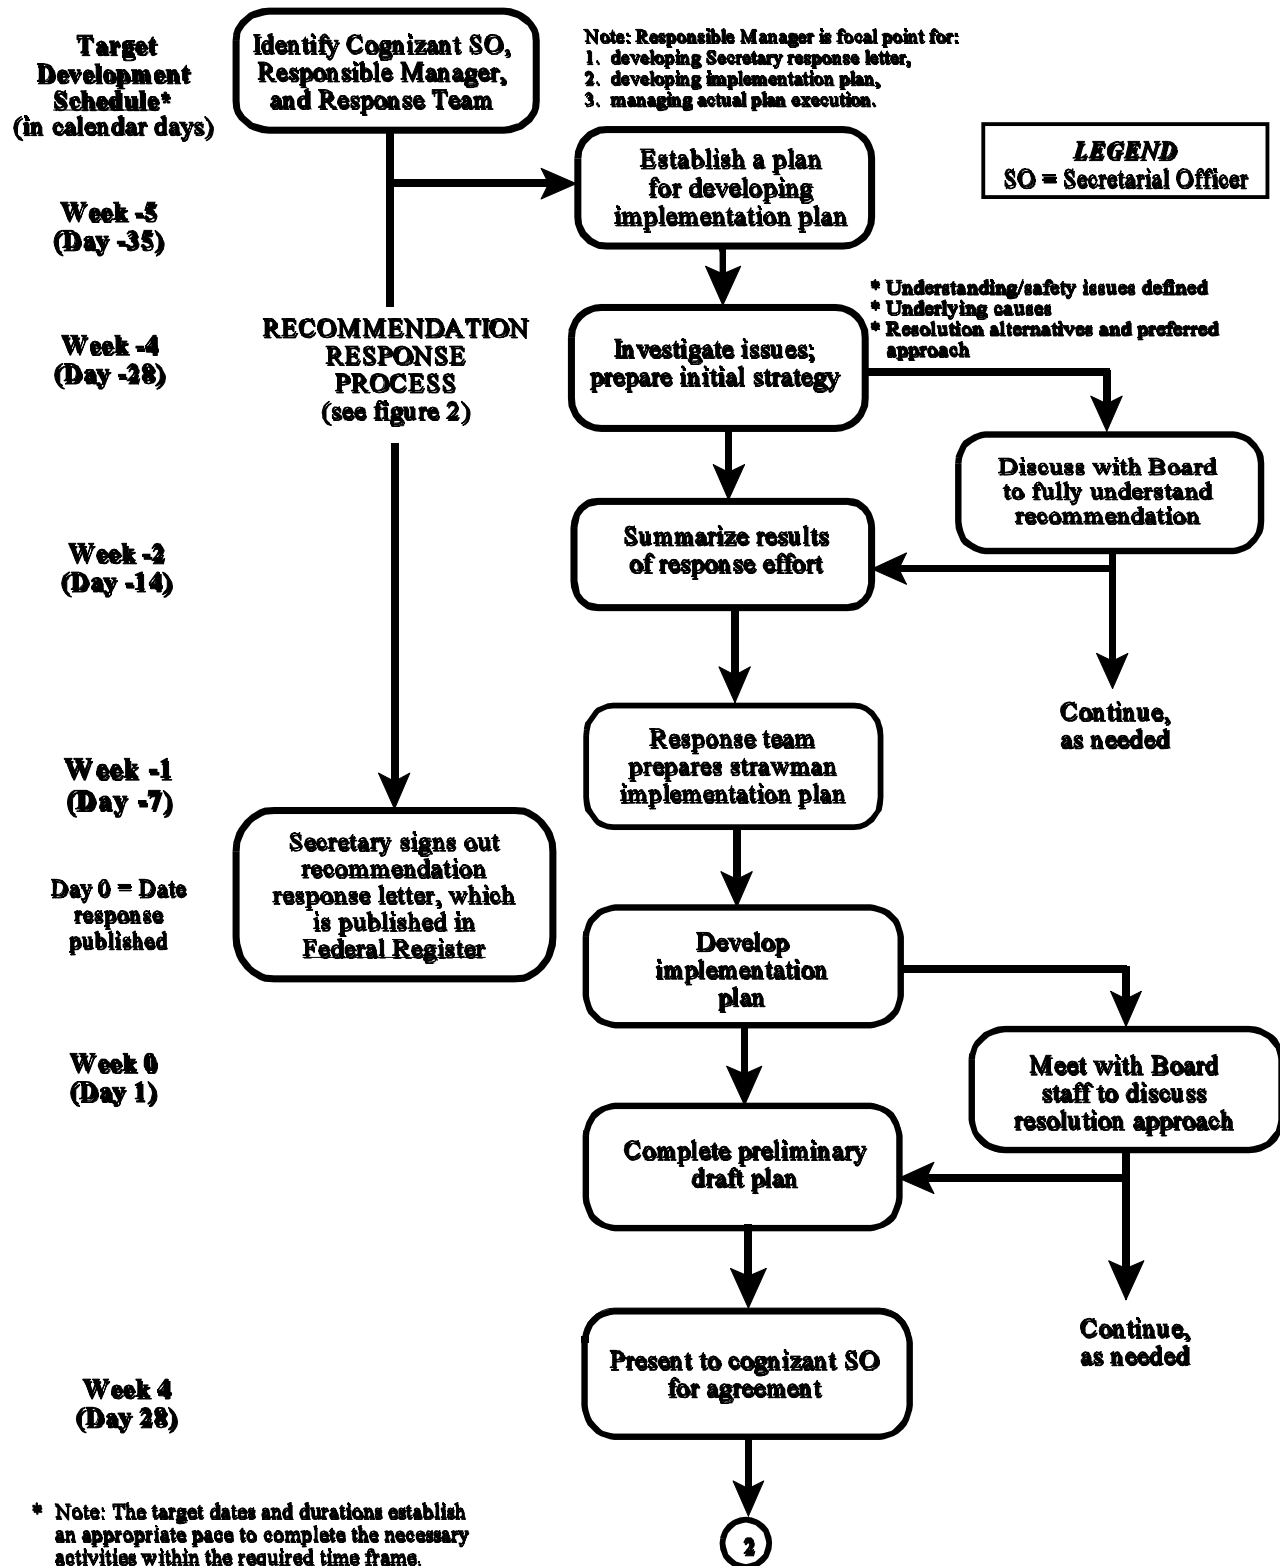 Target
Development
Schedule*
(in calendar days)
Identify Cognizant SO,
Responsible Manager,
and Response Team
Note: Responsible Manager is focal point for:
1. developing Secretary response letter,
2. developing implementation plan,
3. managing actual plan execution.
LEGEND
SO = Secretarial Officer
Establish a plan
for developing
implementation plan
Week -5
(Day -35)
* Understanding/safety issues defined
* Underlying causes
* Resolution alternatives and preferred
approach
RECOMMENDATION
RESPONSE
PROCESS
(see figure 2)
Week -4
(Day -28)
Investigate issues;
prepare initial strategy
Discuss with Board
to fully understand
recommendation
Week -2
(Day -14)
Summarize results
of response effort
Continue,
as needed
Week -1
(Day -7)
Response team
prepares strawman
implementation plan
Day 0 = Date
response
published
Secretary signs out
recommendation
response letter, which
is published in
Federal Register
Develop
implementation
plan
Week 0
(Day 1)
Meet with Board
staff to discuss
resolution approach
Complete preliminary
draft plan
Continue,
as needed
Present to cognizant SO
for agreement
Week 4
(Day 28)
* Note: The target dates and durations establish
an appropriate pace to complete the necessary
activities within the required time frame.
2